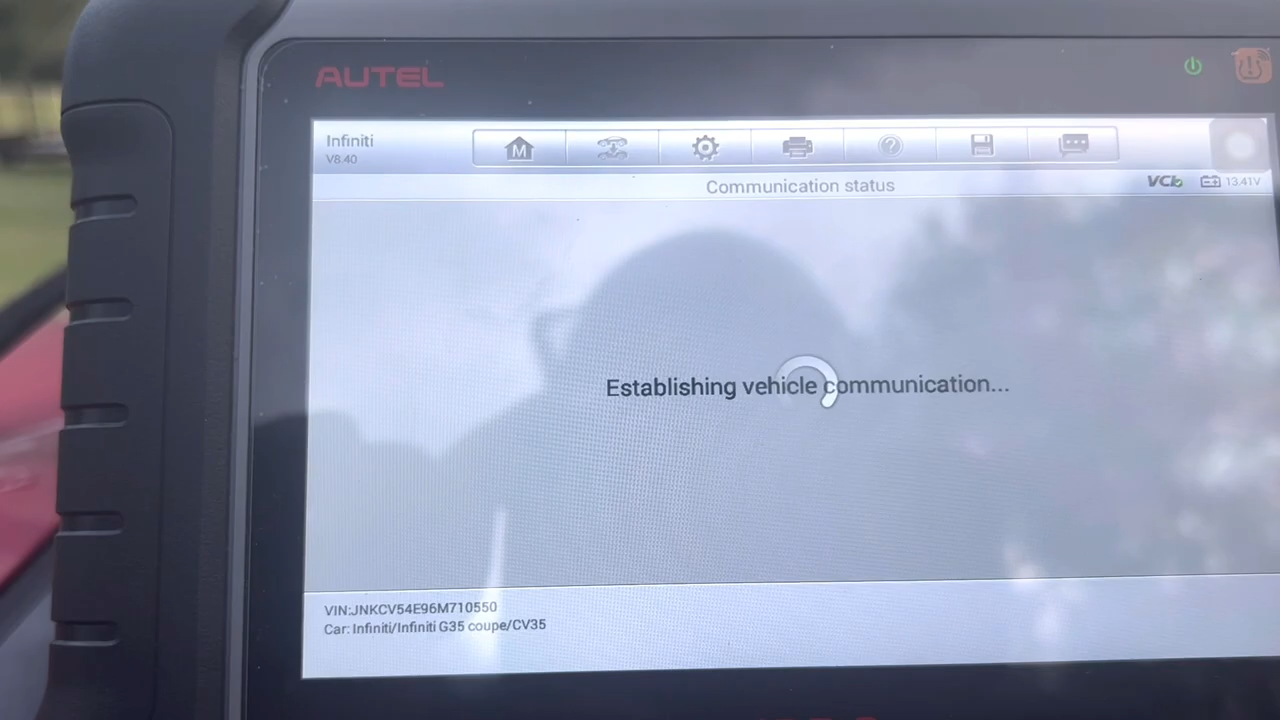 AUTEL
Infiniti
V8.40
M
Communication status
VCI
13.41V
Establishing vehicle communication...
VIN:JNKCV54E96M710550
Car: Infiniti/Infiniti G35 coupe/CV35